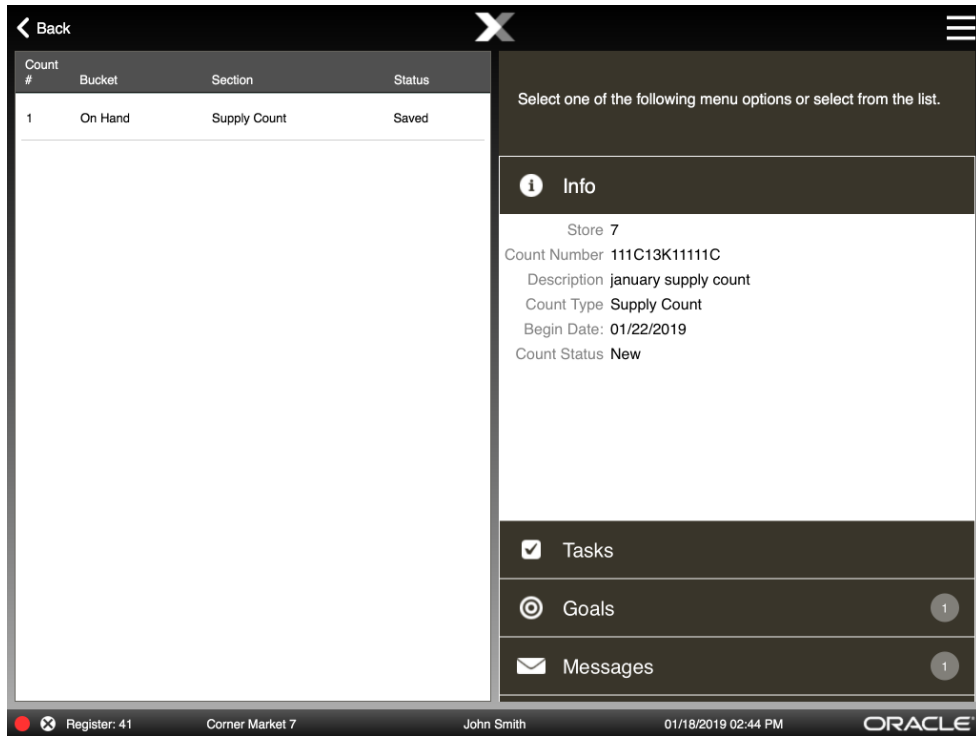 Back
Count
# Bucket Section Status
1 On Hand Supply Count Saved
Select one of the following menu options or select from the list.
Info
Store 7
Count Number 111C13K11111C
Description january supply count
Count Type Supply Count
Begin Date: 01/22/2019
Count Status New
Tasks
Goals 1
Messages 1
Register: 41 Corner Market 7 John Smith 01/18/2019 02:44 PM ORACLE